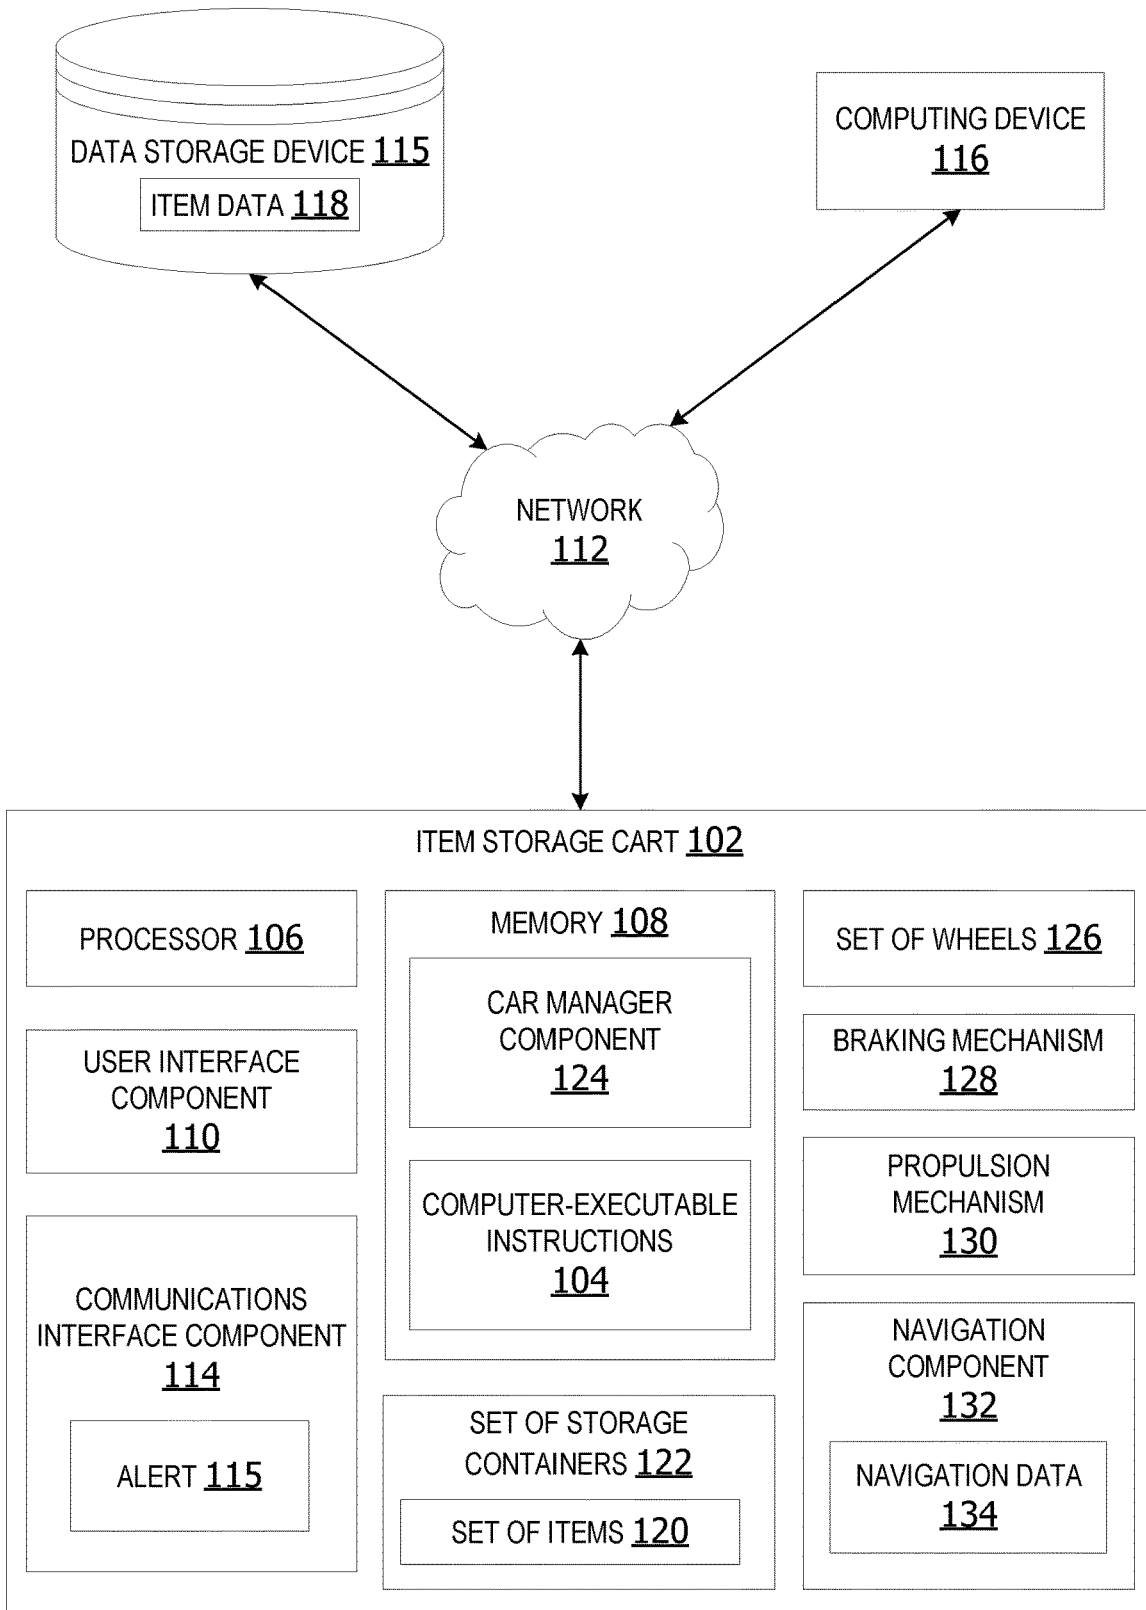 DATA STORAGE DEVICE 115
ITEM DATA 118
COMPUTING DEVICE
116
NETWORK
112
ITEM STORAGE CART 102
PROCESSOR 106
USER INTERFACE
COMPONENT
110
COMMUNICATIONS
INTERFACE COMPONENT
114
ALERT 115
MEMORY 108
CAR MANAGER
COMPONENT
124
COMPUTER-EXECUTABLE
INSTRUCTIONS
104
SET OF STORAGE
CONTAINERS 122
SET OF ITEMS 120
SET OF WHEELS 126
BRAKING MECHANISM
128
PROPULSION
MECHANISM
130
NAVIGATION
COMPONENT
132
NAVIGATION DATA
134